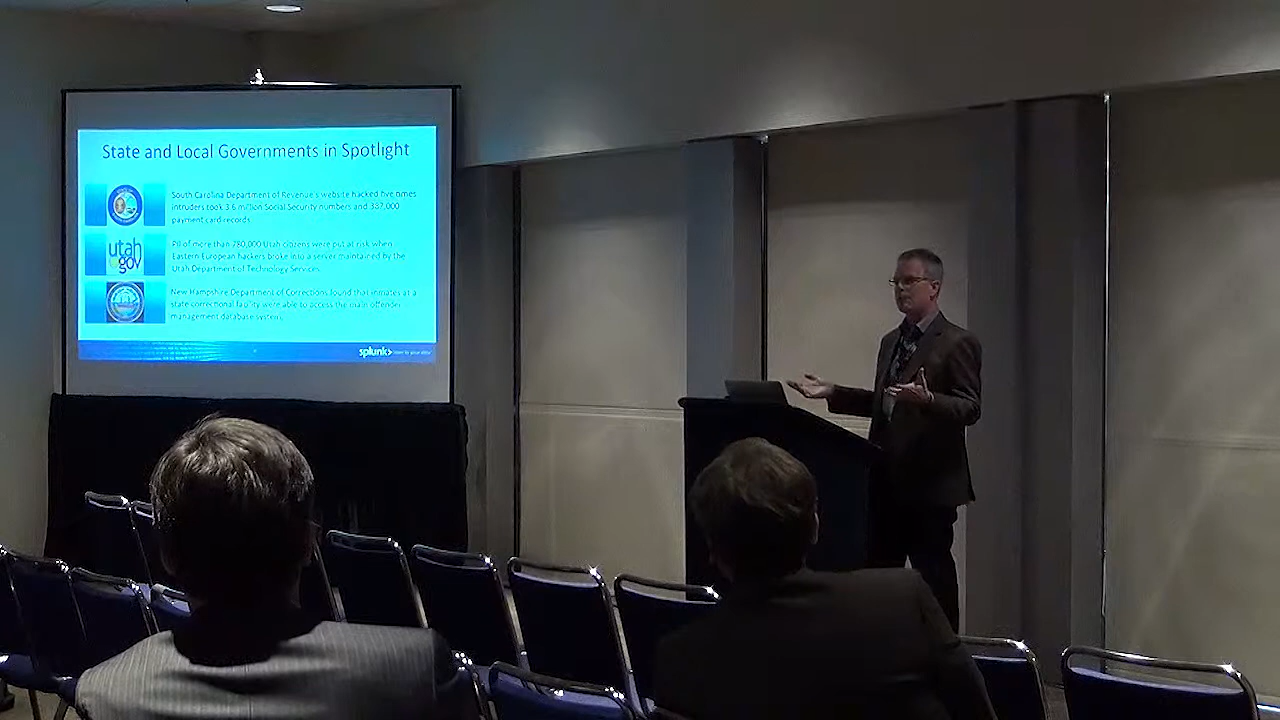 State and Local Governments in Spotlight
South Carolina Department of Revenue's website hacked five times
intruders took 3.6 million Social Security numbers and 387,000
payment card records
utah
gov
PII of more than 780,000 Utah citizens were put at risk when
Eastern European hackers broke into a server maintained by the
Utah Department of Technology Services
New Hampshire Department of Corrections found that inmates at a
state correctional facility were able to access the main offender
management database system.
splunk>